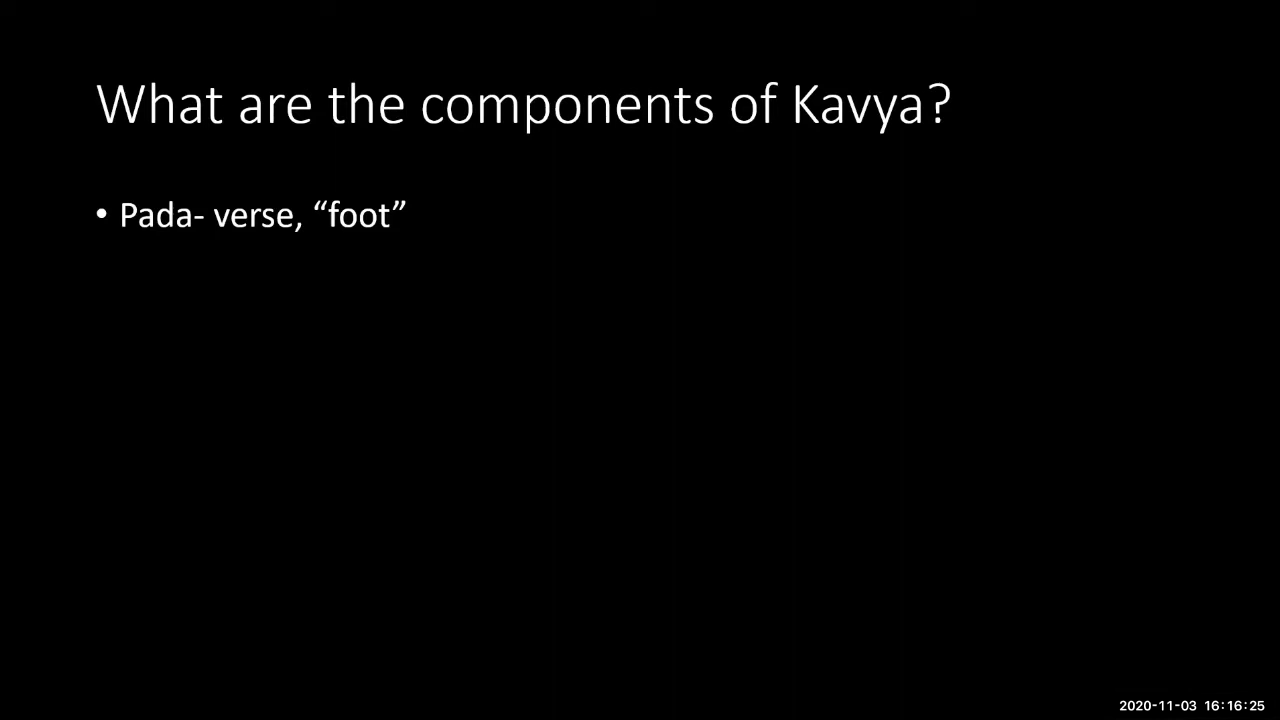 What are the components of Kavya?
• Pada- verse, “foot”
2020-11-03 16:16:25